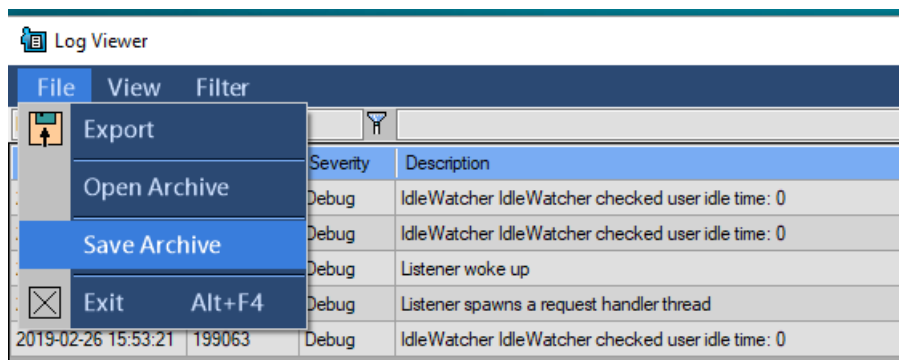 Log Viewer
File View Filter
Export
Severity Description
Open Archive
Debug IdleWatcher IdleWatcher checked user idle time: 0
Save Archive
Debug IdleWatcher IdleWatcher checked user idle time: 0
Debug Listener woke up
Exit Alt+F4
Debug Listener spawns a request handler thread
2019-02-26 15:53:21 199063 Debug IdleWatcher IdleWatcher checked user idle time: 0